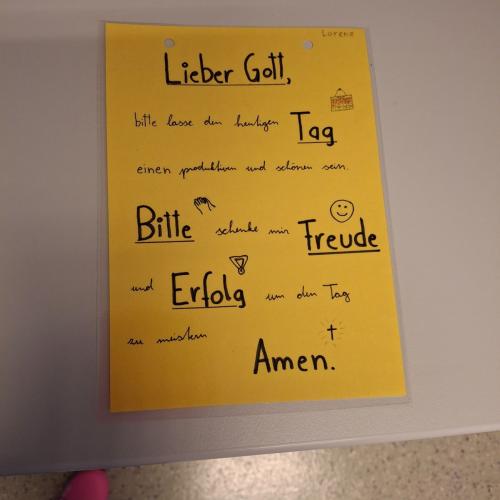 Lorenz
Lieber Gott,
bitte lasse den heutigen Tag
einen produktiven und schönen sein.
Bitte schenke mir Freude
und Erfolg um den Tag
zu meistern
Amen.